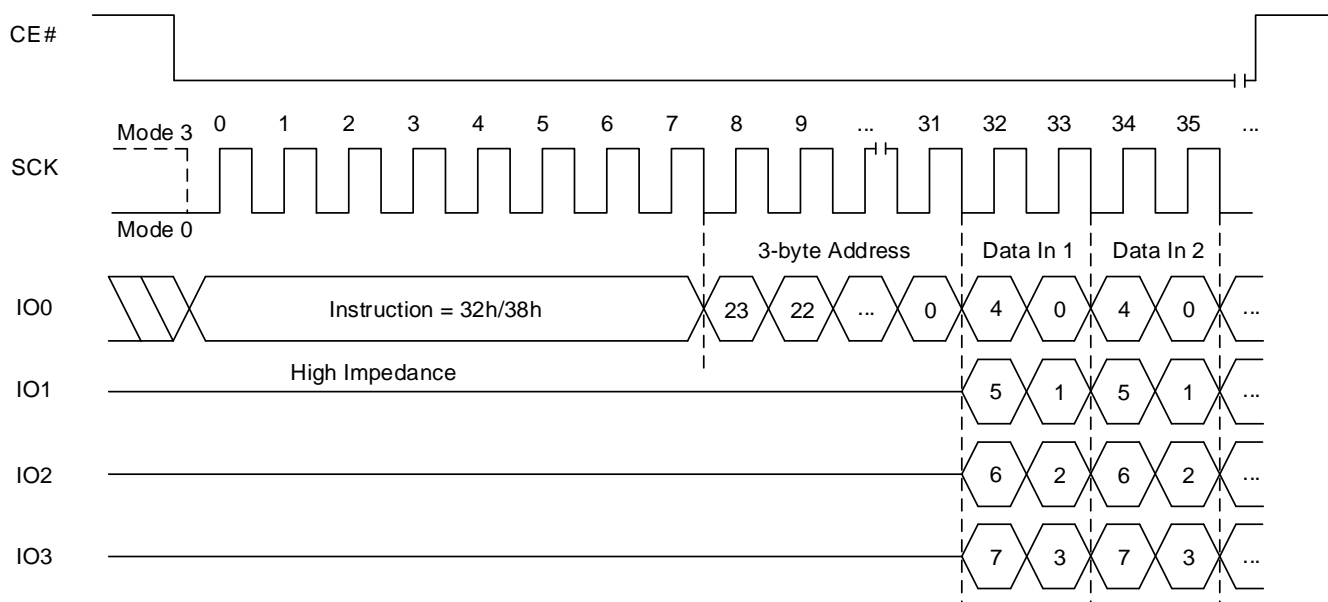 CE#
Mode 3 0 1 2 3 4 5 6 7 8 9 ... 31 32 33 34 35 ...
SCK
Mode 0
3-byte Address Data In 1 Data In 2
IO0 Instruction = 32h/38h 23 22 ... 0 4 0 4 0 ...
High Impedance
IO1 5 1 5 1 ...
IO2 6 2 6 2 ...
IO3 7 3 7 3 ...